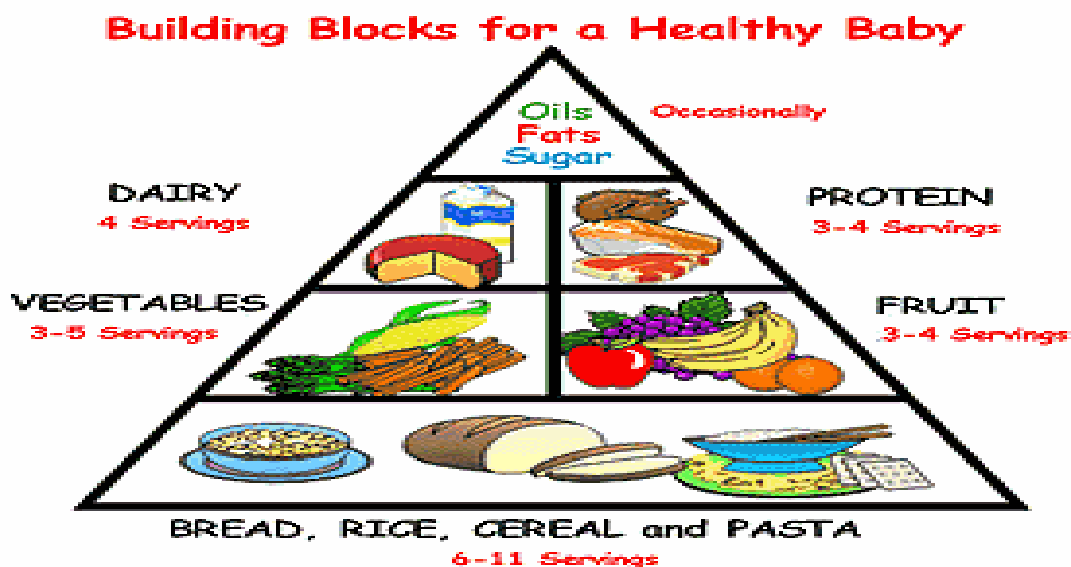 Building Blocks for a Healthy Baby
Oils
Occasionally
Fats
Sugar
DAIRY
4 Servings
PROTEIN
3-4 Servings
VEGETABLES
3-5 Servings
FRUIT
3-4 Servings
BREAD, RICE, CEREAL and PASTA
6-11 Servings